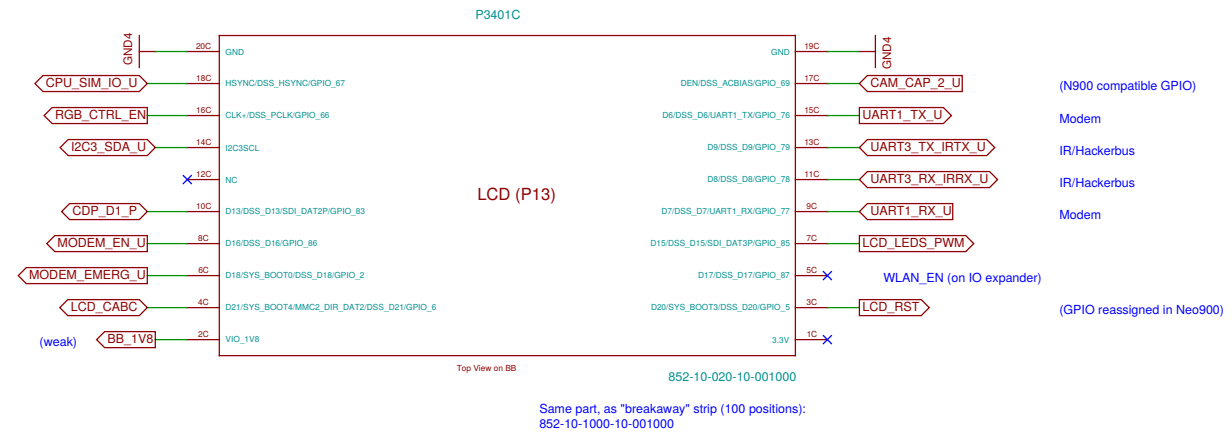 P3401C
GND4 20C GND GND 19C GND4
CPU_SIM_IO_U 18C HSYNC/DSS_HSYNC/GPIO_67 DEN/DSS_ACBIAS/GPIO_69 17C CAM_CAP_2_U (N900 compatible GPIO)
RGB_CTRL_EN 16C CLK+/DSS_PCLK/GPIO_66 D6/DSS_D6/UART1_TX/GPIO_76 15C UART1_TX_U Modem
I2C3_SDA_U 14C I2C3SCL D9/DSS_D9/GPIO_79 13C UART3_TX_IRTX_U IR/Hackerbus
12C NC D8/DSS_D8/GPIO_78 11C UART3_RX_IRRX_U IR/Hackerbus
LCD (P13)
CDP_D1_P 10C D13/DSS_D13/SDI_DAT2P/GPIO_83 D7/DSS_D7/UART1_RX/GPIO_77 9C UART1_RX_U Modem
MODEM_EN_U 8C D16/DSS_D16/GPIO_86 D15/DSS_D15/SDI_DAT3P/GPIO_85 7C LCD_LEDS_PWM
MODEM_EMERG_U 6C D18/SYS_BOOT0/DSS_D18/GPIO_2 D17/DSS_D17/GPIO_87 5C WLAN_EN (on IO expander)
LCD_CABC 4C D21/SYS_BOOT4/MMC2_DIR_DAT2/DSS_D21/GPIO_6 D20/SYS_BOOT3/DSS_D20/GPIO_5 3C LCD_RST (GPIO reassigned in Neo900)
(weak) BB_1V8 2C VIO_1V8 3.3V 1C
Top View on BB
852-10-020-10-001000
Same part, as "breakaway" strip (100 positions):
852-10-1000-10-001000